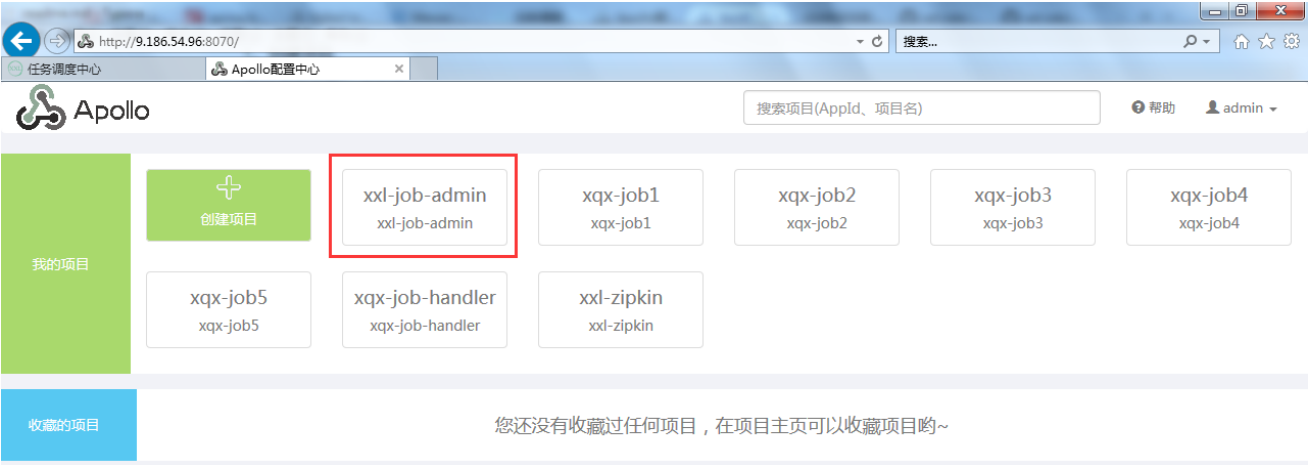 http://9.186.54.96:8070/
搜索...
任务调度中心
Apollo配置中心
Apollo
搜索项目(AppId、项目名)
帮助
admin
我的项目
创建项目
xxl-job-admin
xxl-job-admin
xqx-job1
xqx-job1
xqx-job2
xqx-job2
xqx-job3
xqx-job3
xqx-job4
xqx-job4
xqx-job5
xqx-job5
xqx-job-handler
xqx-job-handler
xxl-zipkin
xxl-zipkin
收藏的项目
您还没有收藏过任何项目，在项目主页可以收藏项目哟~